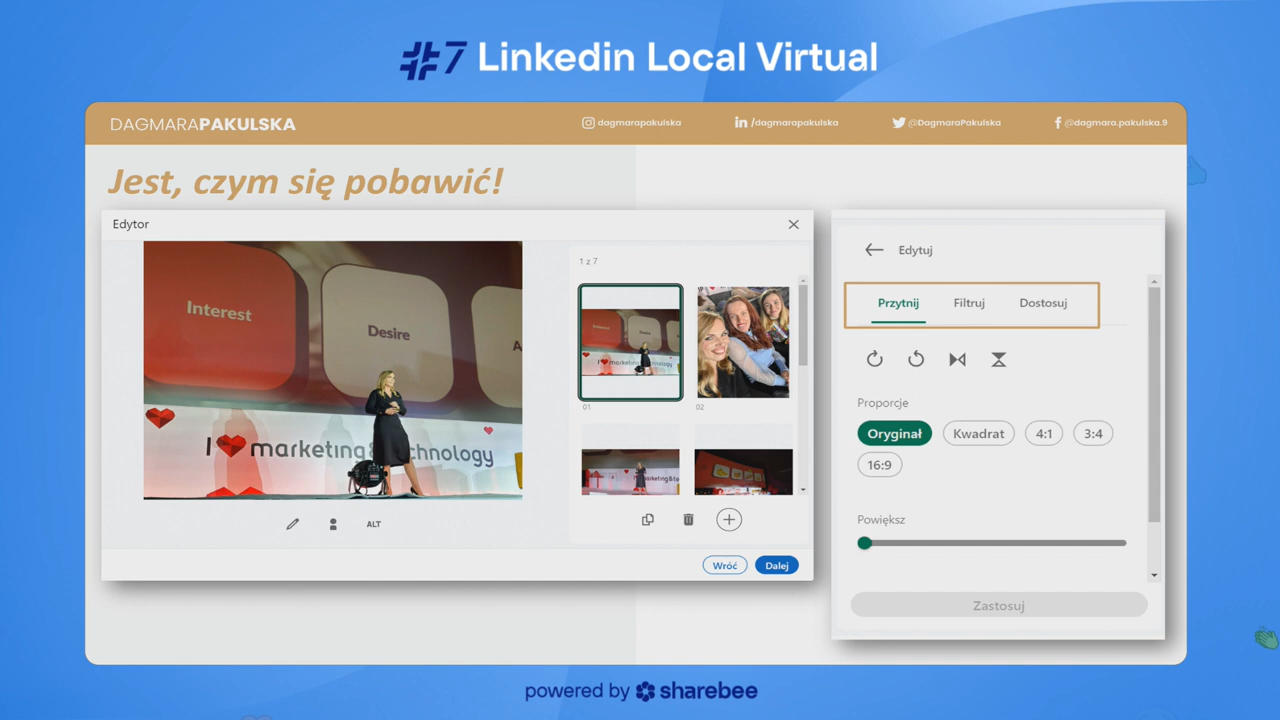 #7 Linkedin Local Virtual
DAGMARAPAKULSKA
dagmarapakulska
in /dagmarapakulska
@DagmaraPakulska
@dagmara.pakulska.9
Jest, czym się pobawić!
Edytor
Interest
Desire
A
I marketing& chnology
ALT
1 z 7
01
02
Wróć
Dalej
Edytuj
Przytnij Filtruj Dostosuj
Proporcje
Oryginał Kwadrat 4:1 3:4
16:9
Powiększ
Zastosuj
powered by sharebee